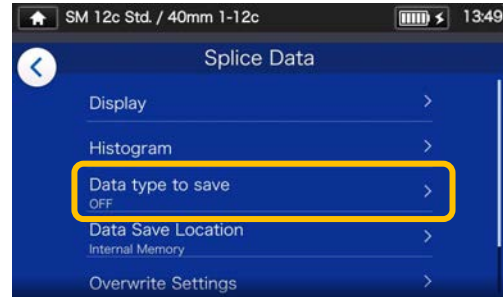 SM 12c Std. / 40mm 1-12c 13:49
Splice Data
Display
Histogram
Data type to save
OFF
Data Save Location
Internal Memory
Overwrite Settings